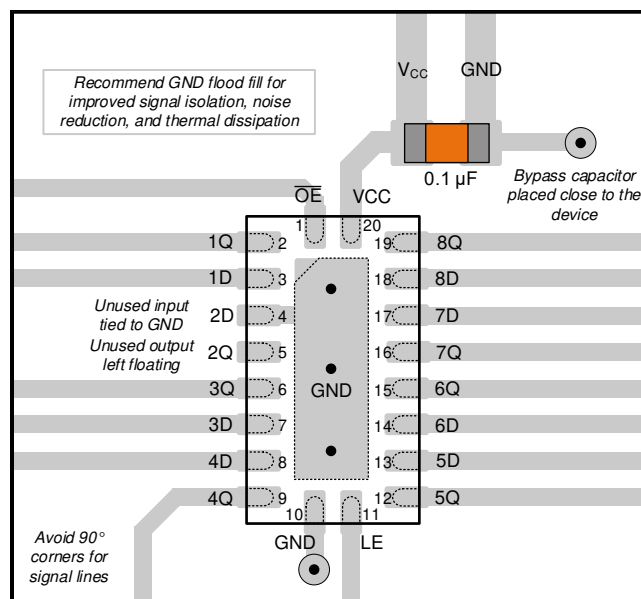 V_CC GND
Recommend GND flood fill for
improved signal isolation, noise
reduction, and thermal dissipation
0.1 µF
Bypass capacitor
placed close to the
device
O̅E̅ VCC
1 20
1Q 2 19 8Q
1D 3 18 8D
Unused input
tied to GND
2D 4 17 7D
Unused output
left floating
2Q 5 16 7Q
GND
3Q 6 15 6Q
3D 7 14 6D
4D 8 13 5D
4Q 9 12 5Q
10 11
GND LE
Avoid 90°
corners for
signal lines